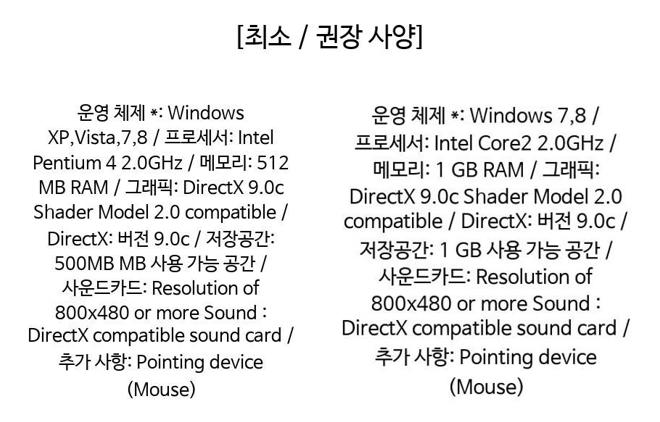 [최소 / 권장 사양]
운영 체제 *: Windows
XP,Vista,7,8 / 프로세서: Intel
Pentium 4 2.0GHz / 메모리: 512
MB RAM / 그래픽: DirectX 9.0c
Shader Model 2.0 compatible /
DirectX: 버전 9.0c / 저장공간:
500MB MB 사용 가능 공간 /
사운드카드: Resolution of
800x480 or more Sound :
DirectX compatible sound card /
추가 사항: Pointing device
(Mouse)
운영 체제 *: Windows 7,8 /
프로세서: Intel Core2 2.0GHz /
메모리: 1 GB RAM / 그래픽:
DirectX 9.0c Shader Model 2.0
compatible / DirectX: 버전 9.0c /
저장공간: 1 GB 사용 가능 공간 /
사운드카드: Resolution of
800x480 or more Sound :
DirectX compatible sound card /
추가 사항: Pointing device
(Mouse)